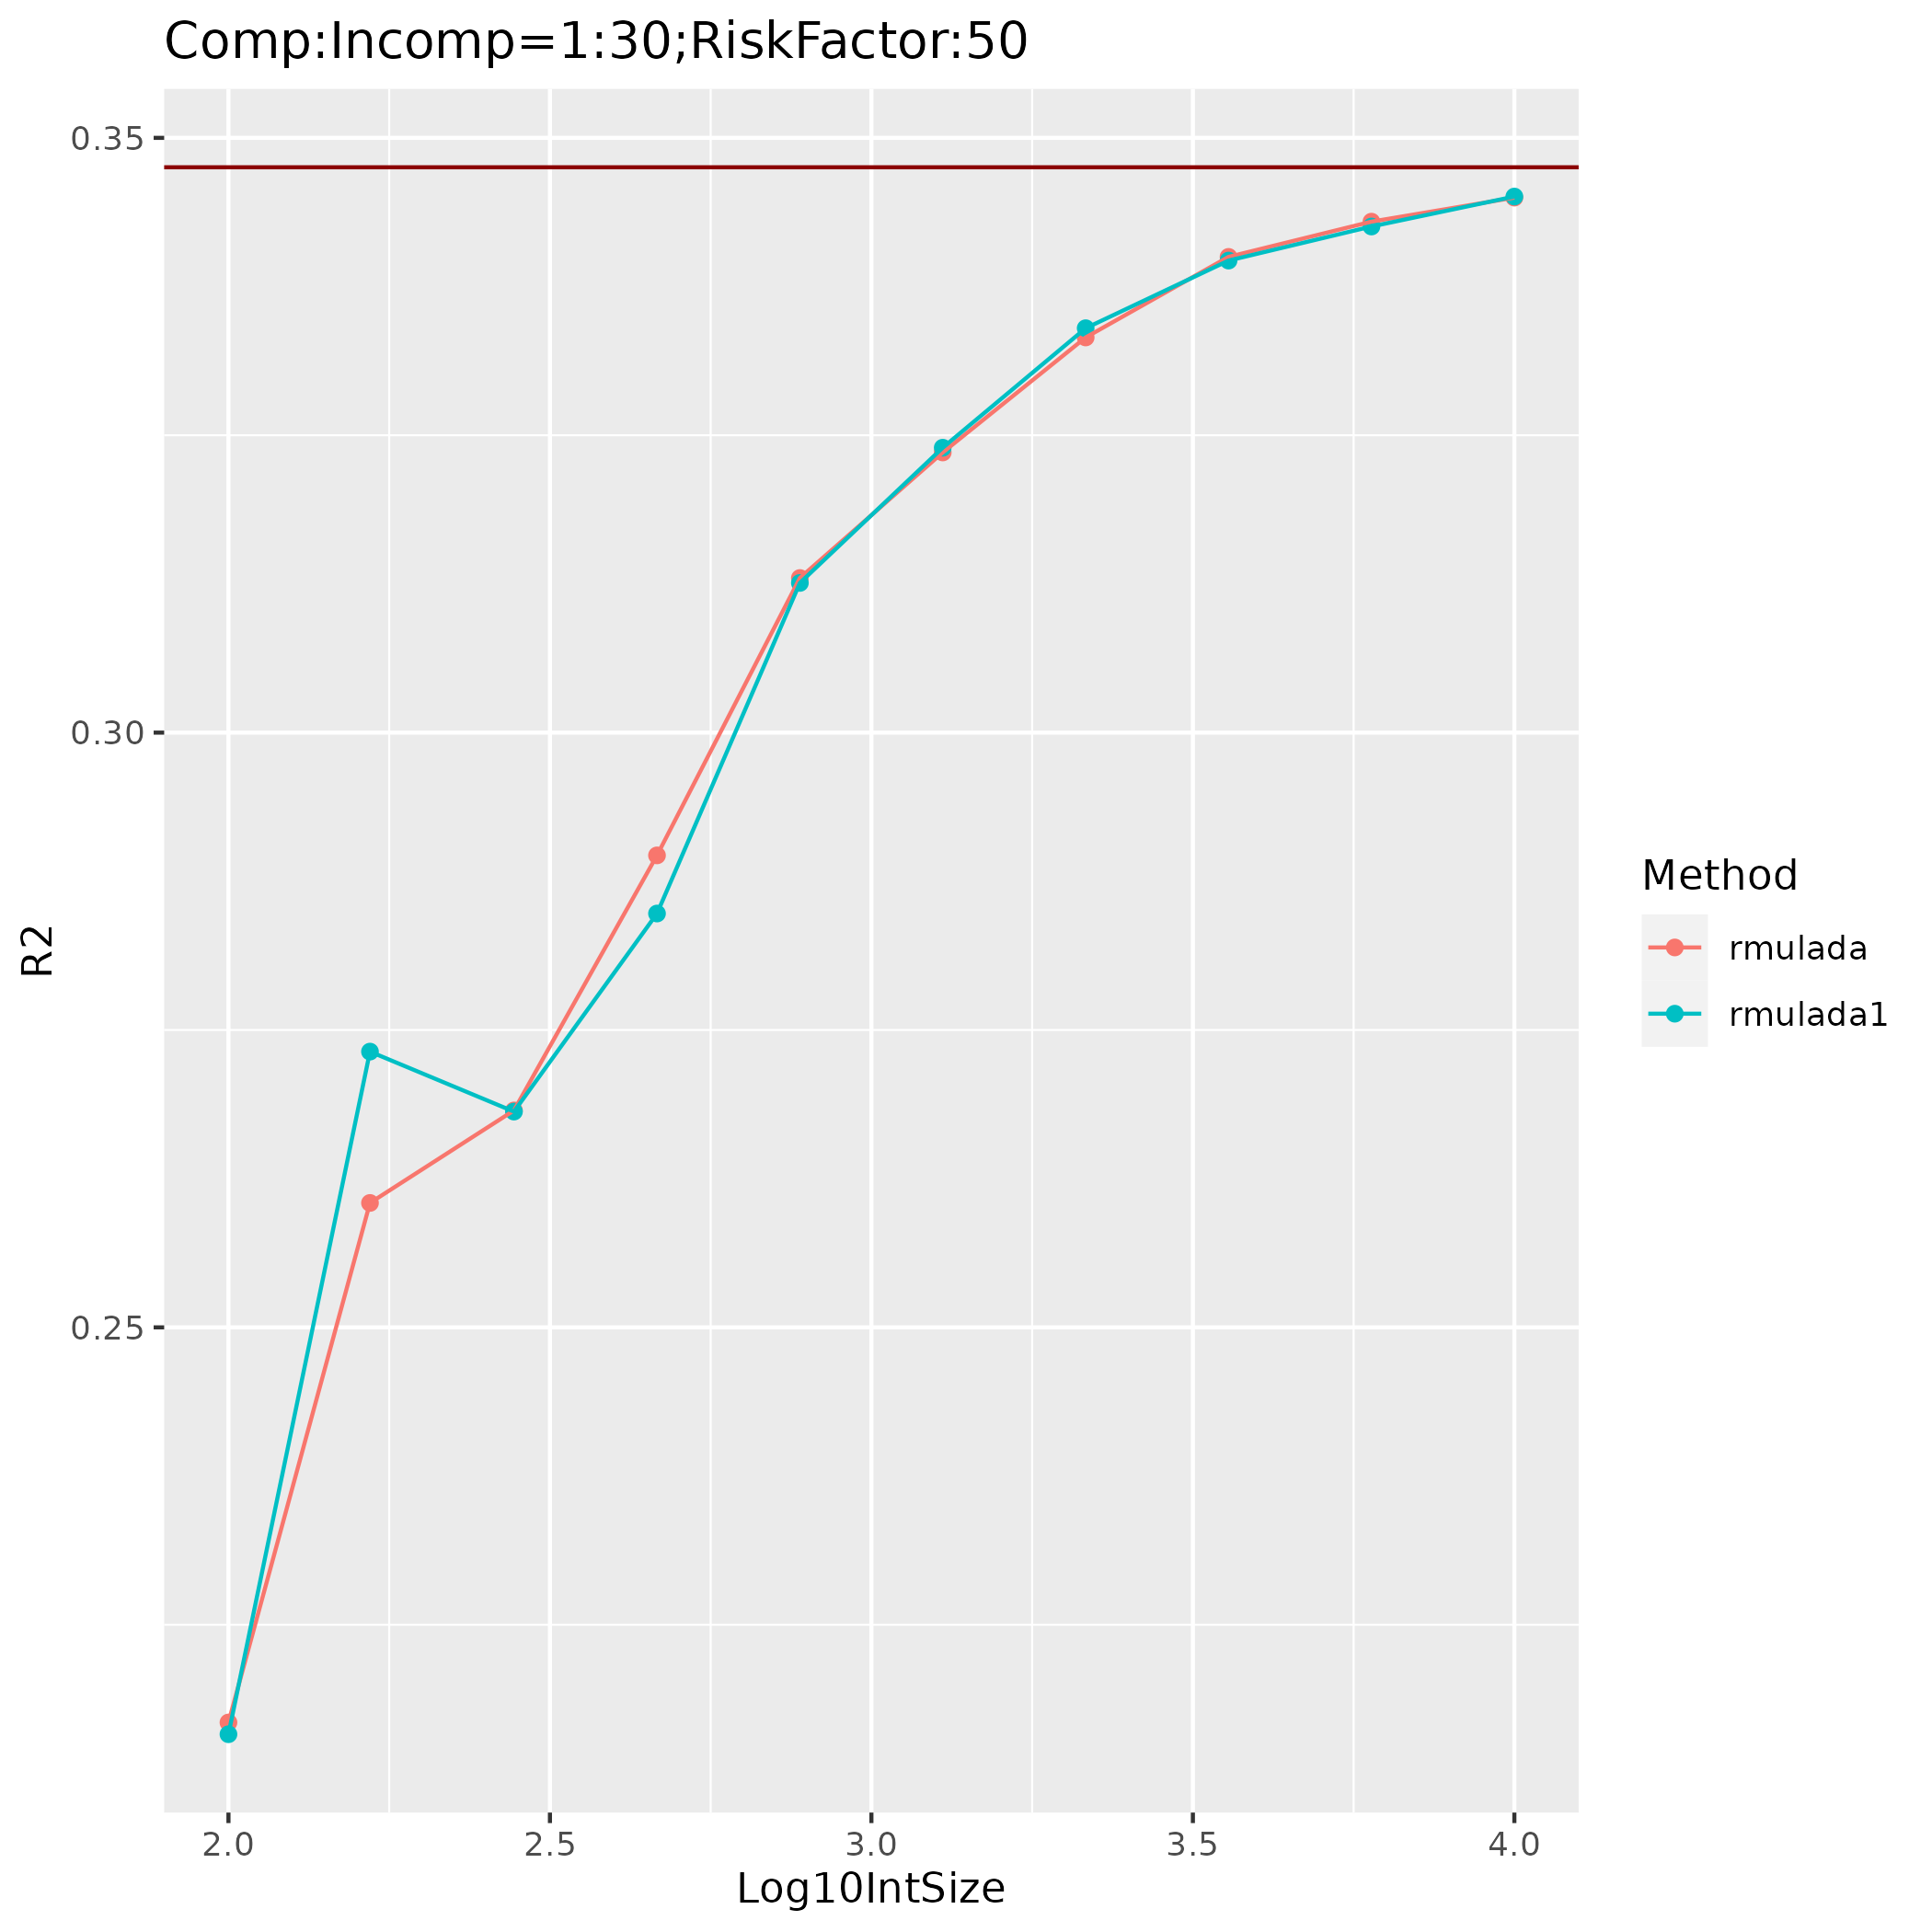 Comp:Incomp=1:30;RiskFactor:50
0.35
0.30
0.25
R2
2.0 2.5 3.0 3.5 4.0
Log10IntSize
Method
rmulada
rmulada1